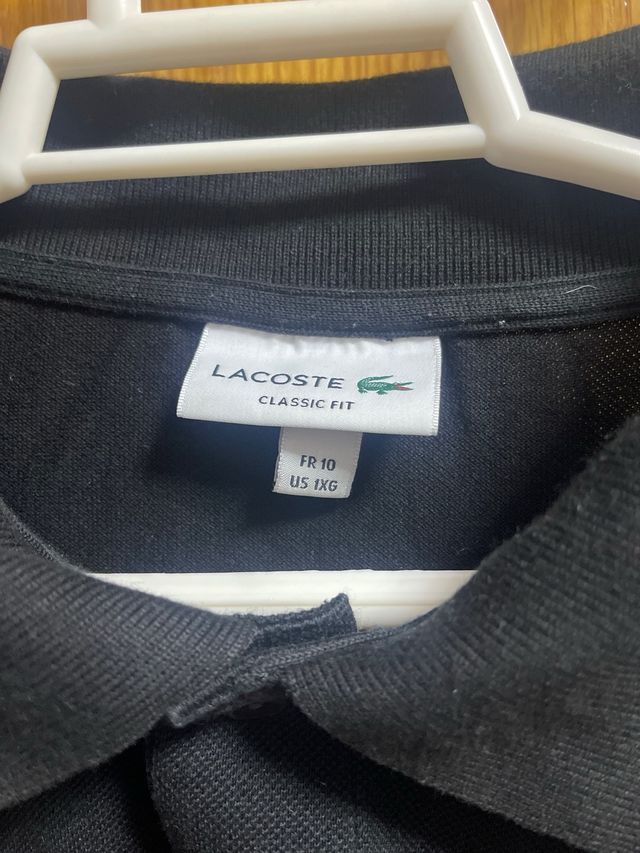 LACOSTE
CLASSIC FIT
FR 10
US 1XG